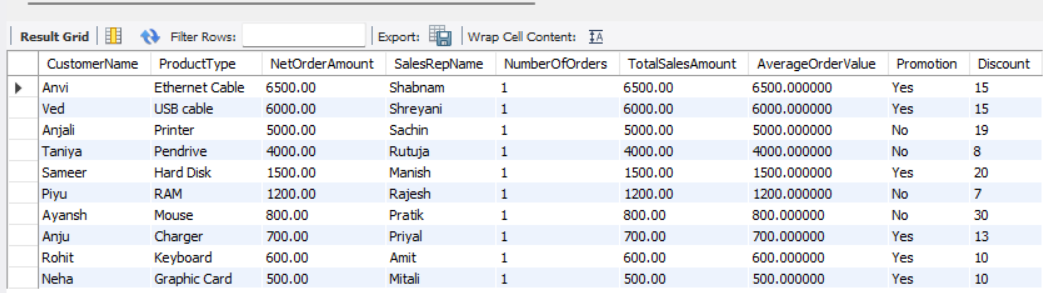 Result Grid Filter Rows: Export: Wrap Cell Content: IA
CustomerName ProductType NetOrderAmount SalesRepName NumberOfOrders TotalSalesAmount AverageOrderValue Promotion Discount
Anvi Ethernet Cable 6500.00 Shabnam 1 6500.00 6500.000000 Yes 15
Ved USB cable 6000.00 Shreyani 1 6000.00 6000.000000 Yes 15
Anjali Printer 5000.00 Sachin 1 5000.00 5000.000000 No 19
Taniya Pendrive 4000.00 Rutuja 1 4000.00 4000.000000 No 8
Sameer Hard Disk 1500.00 Manish 1 1500.00 1500.000000 Yes 20
Piyu RAM 1200.00 Rajesh 1 1200.00 1200.000000 No 7
Ayansh Mouse 800.00 Pratik 1 800.00 800.000000 No 30
Anju Charger 700.00 Priyal 1 700.00 700.000000 Yes 13
Rohit Keyboard 600.00 Amit 1 600.00 600.000000 Yes 10
Neha Graphic Card 500.00 Mitali 1 500.00 500.000000 Yes 10